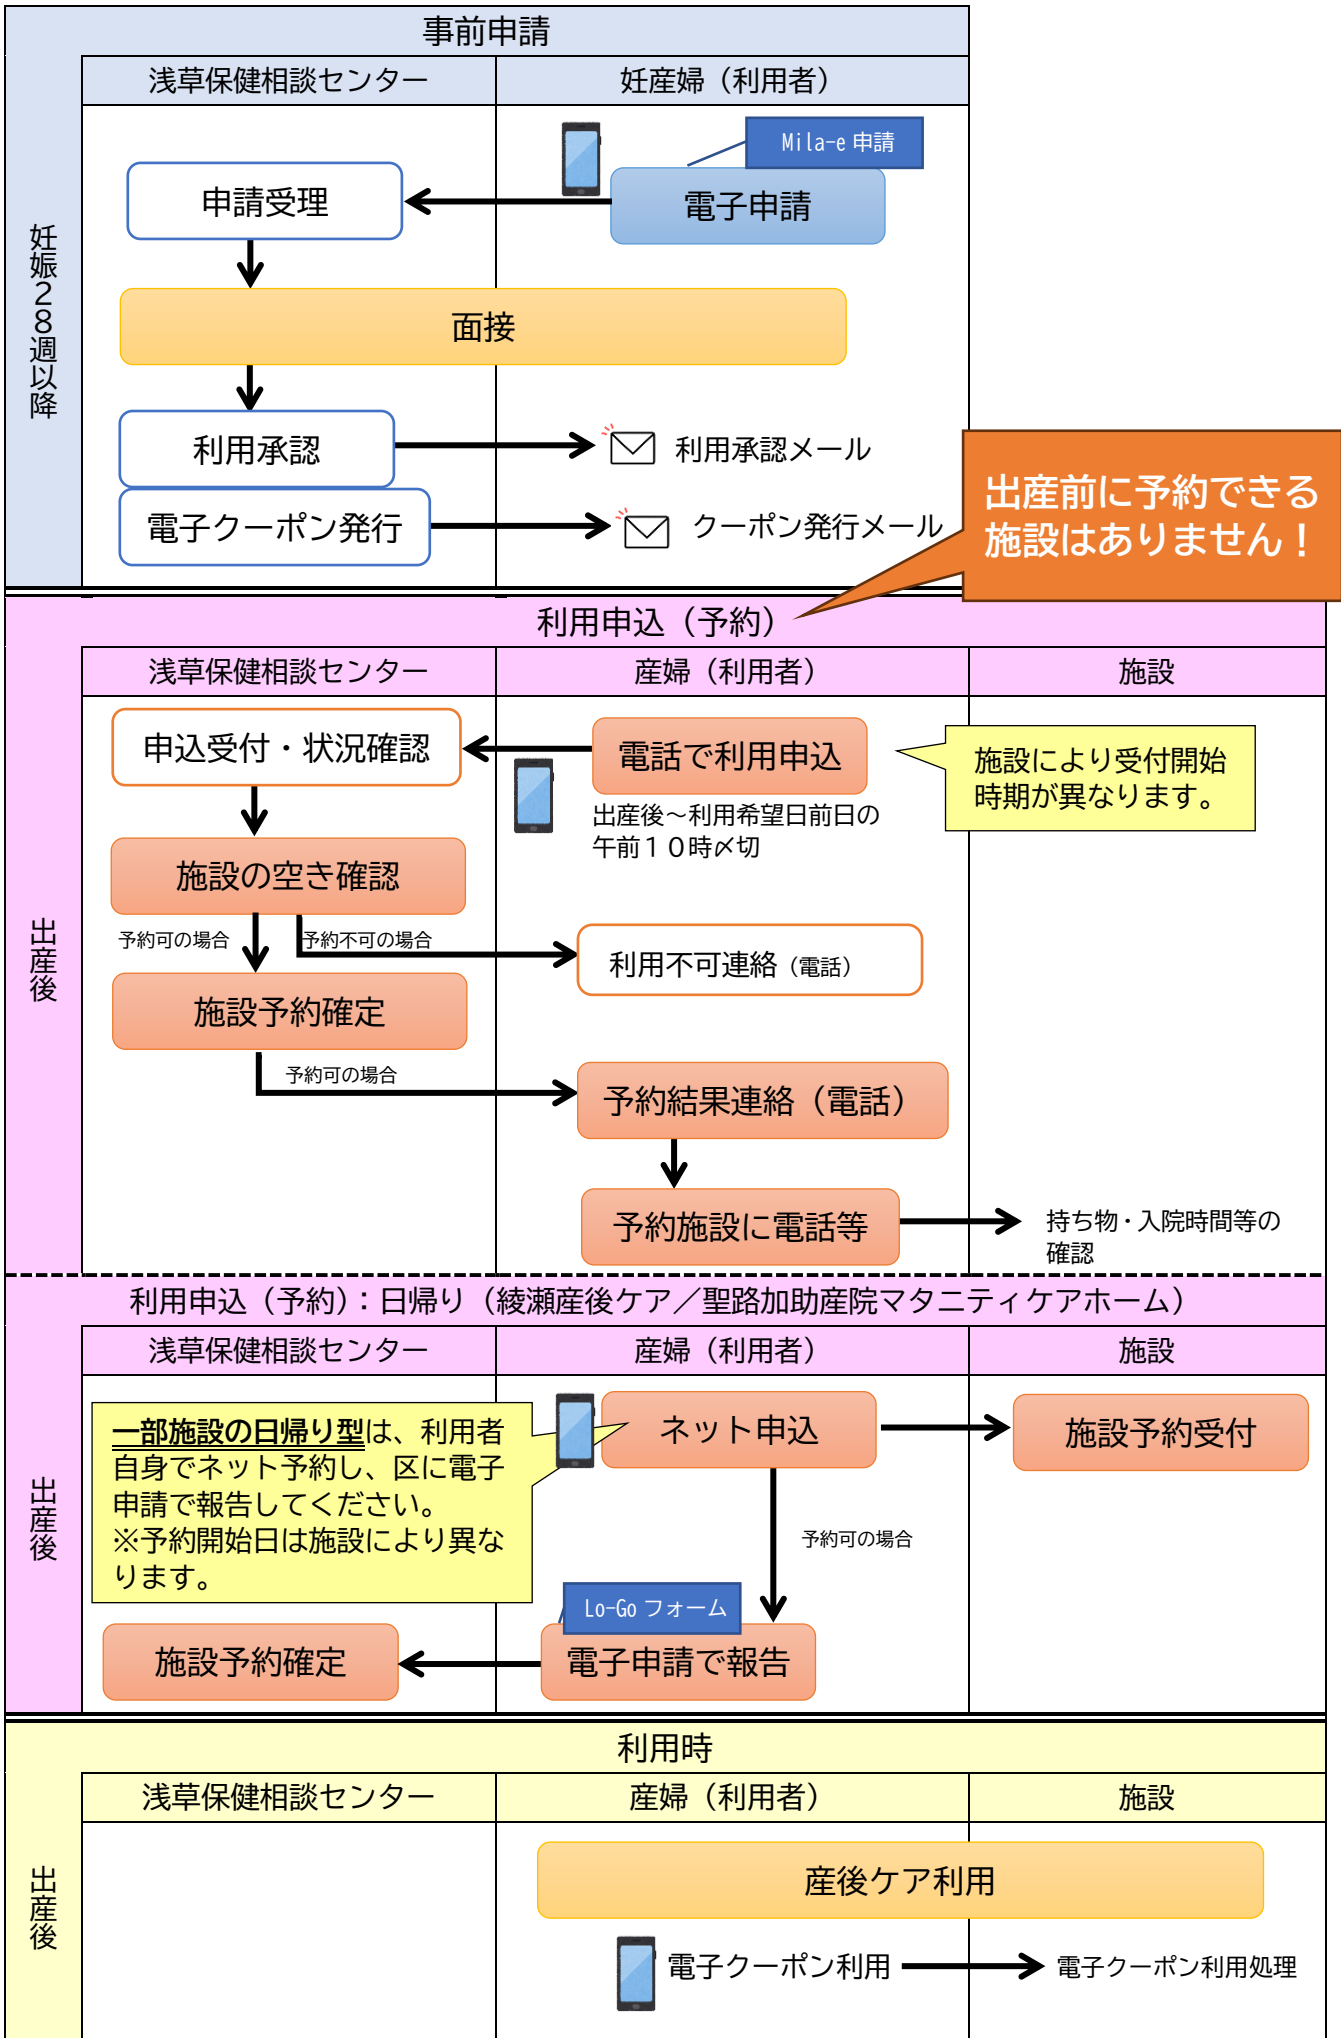 事前申請
浅草保健相談センター
妊産婦（利用者）
妊娠２８週以降
Mila-e 申請
電子申請
申請受理
面接
利用承認
利用承認メール
電子クーポン発行
クーポン発行メール
出産前に予約できる
施設はありません！
利用申込（予約）
浅草保健相談センター
産婦（利用者）
施設
出産後
申込受付・状況確認
電話で利用申込
施設により受付開始
時期が異なります。
出産後～利用希望日前日の
午前１０時〆切
施設の空き確認
予約可の場合
予約不可の場合
利用不可連絡（電話）
施設予約確定
予約可の場合
予約結果連絡（電話）
予約施設に電話等
持ち物・入院時間等の
確認
利用申込（予約）：日帰り（綾瀬産後ケア／聖路加助産院マタニティケアホーム）
浅草保健相談センター
産婦（利用者）
施設
出産後
一部施設の日帰り型は、利用者
自身でネット予約し、区に電子
申請で報告してください。
※予約開始日は施設により異な
ります。
ネット申込
施設予約受付
予約可の場合
Lo-Go フォーム
電子申請で報告
施設予約確定
利用時
浅草保健相談センター
産婦（利用者）
施設
出産後
産後ケア利用
電子クーポン利用
電子クーポン利用処理